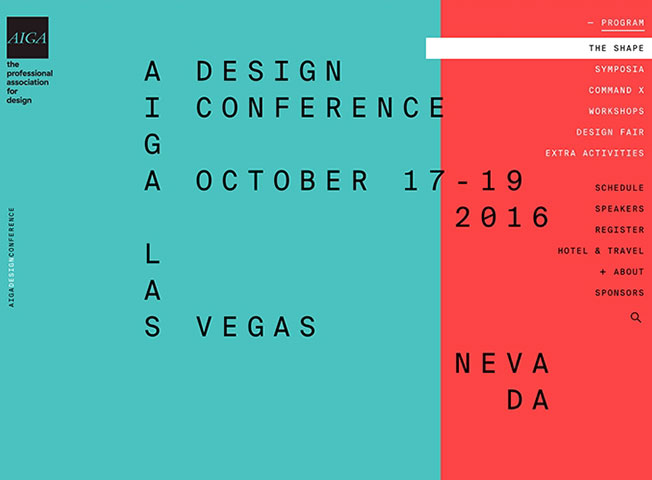 AIGA
the
professional
association
for
design
A DESIGN
I CONFERENCE
G
A OCTOBER 17-19
2016
L
A
S VEGAS
NEVA
DA
AIGADESIGNCONFERENCE
— PROGRAM
THE SHAPE
SYMPOSIA
COMMAND X
WORKSHOPS
DESIGN FAIR
EXTRA ACTIVITIES
SCHEDULE
SPEAKERS
REGISTER
HOTEL & TRAVEL
+ ABOUT
SPONSORS